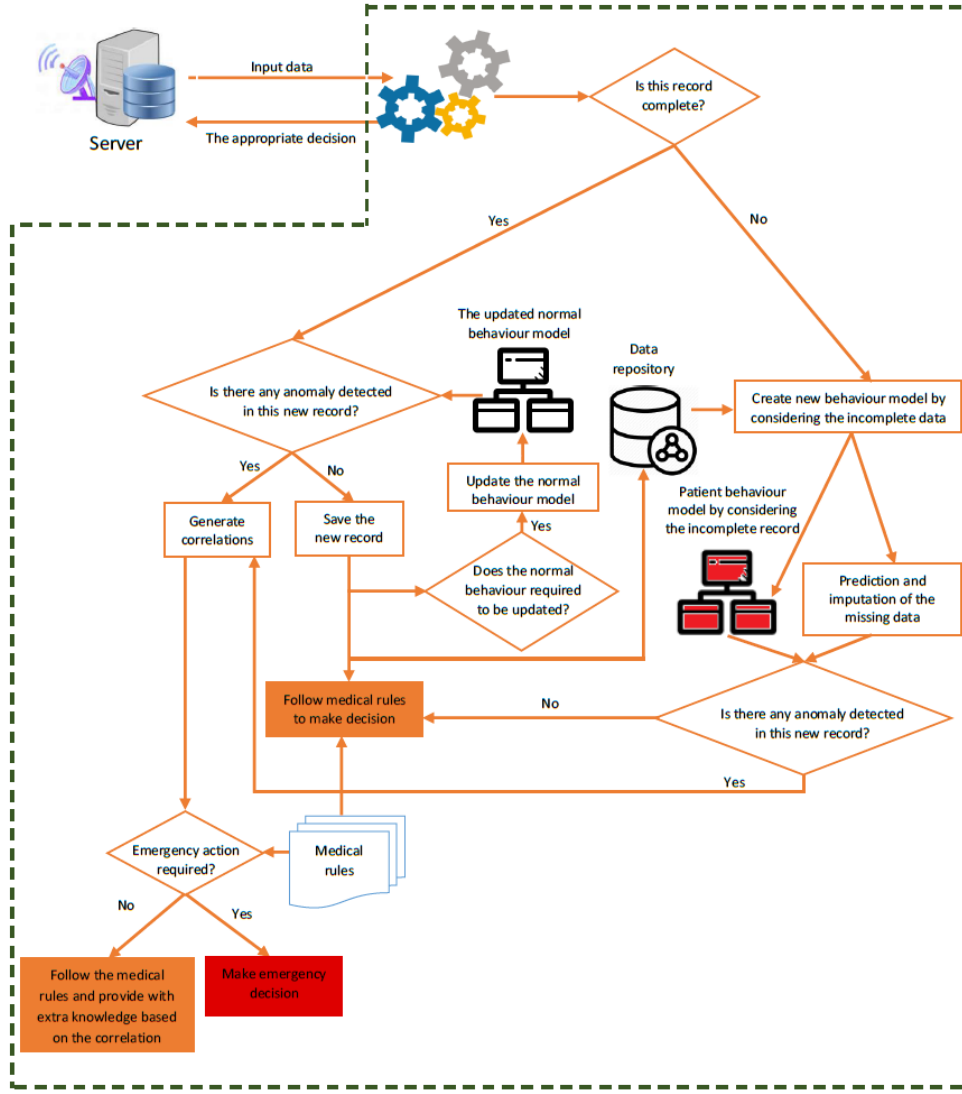 Input data
Is this record
complete?
The appropriate decision
Server
Yes
No
The updated normal
behaviour model
Data
repository
Is there any anomaly detected
in this new record?
Create new behaviour model by
considering the incomplete data
Yes
No
Update the normal
behaviour model
Patient behaviour
model by considering
the incomplete record
Generate
correlations
Save the
new record
Yes
Does the normal
behaviour required
to be updated?
Prediction and
imputation of the
missing data
Follow medical rules
to make decision
No
Is there any anomaly detected
in this new record?
Yes
Emergency action
required?
Medical
rules
No
Yes
Follow the medical
rules and provide with
extra knowledge based
on the correlation
Make emergency
decision